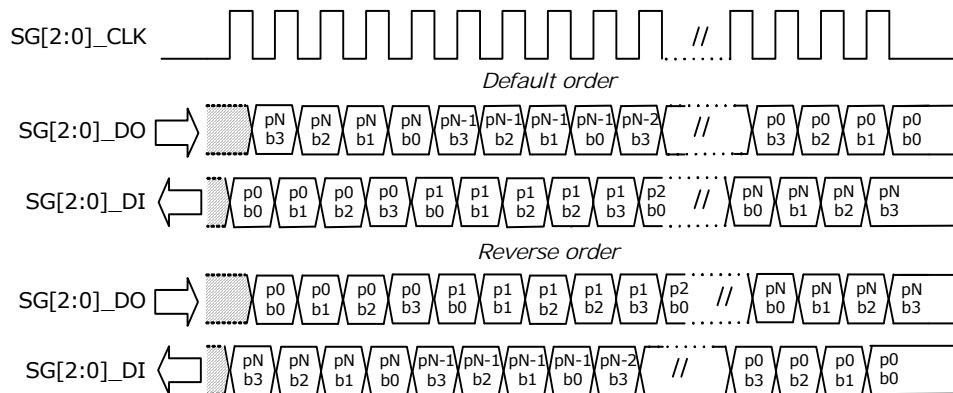 SG[2:0]_CLK //
Default order
SG[2:0]_DO pN pN pN pN pN-1 pN-1 pN-1 pN-1 pN-2 // p0 p0 p0 p0
b3 b2 b1 b0 b3 b2 b1 b0 b3 b3 b2 b1 b0
SG[2:0]_DI p0 p0 p0 p0 p1 p1 p1 p1 p1 p2 // pN pN pN pN
b0 b1 b2 b3 b0 b1 b2 b2 b3 b0 b0 b1 b2 b3
Reverse order
SG[2:0]_DO p0 p0 p0 p0 p1 p1 p1 p1 p1 p2 // pN pN pN pN
b0 b1 b2 b3 b0 b1 b2 b2 b3 b0 b0 b1 b2 b3
SG[2:0]_DI pN pN pN pN pN-1 pN-1 pN-1 pN-1 pN-2 // p0 p0 p0 p0
b3 b2 b1 b0 b3 b2 b1 b0 b3 b3 b2 b1 b0